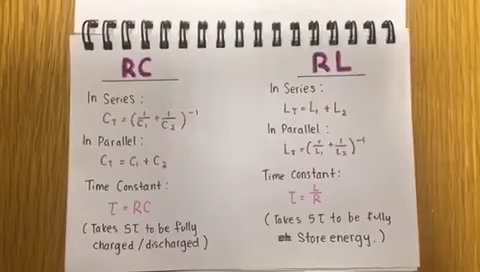 RC
In Series :
C_T = (1/C_1 + 1/C_2)^-1
In Parallel :
C_T = C_1 + C_2
Time Constant :
τ = RC
( Takes 5τ to be fully
charged / discharged )
RL
In Series :
L_T = L_1 + L_2
In Parallel :
L_T = (1/L_1 + 1/L_2)^-1
Time Constant :
τ = L/R
( Takes 5τ to be fully
Store energy. )